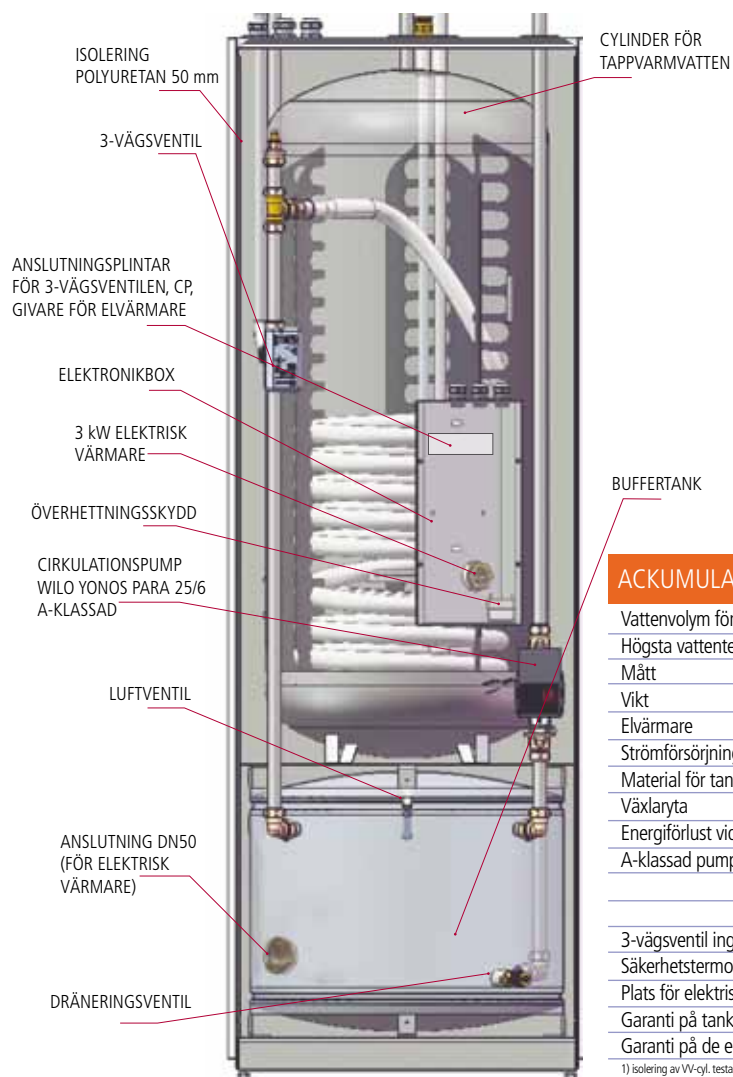 ISOLERING
POLYURETAN 50 mm
CYLINDER FÖR
TAPPVARMVATTEN
3-VÄGSVENTIL
ANSLUTNINGSPLINTAR
FÖR 3-VÄGSVENTILEN, CP,
GIVARE FÖR ELVÄRMARE
ELEKTRONIKBOX
3 kW ELEKTRISK
VÄRMARE
ÖVERHETTNINGSSKYDD
CIRKULATIONSPUMP
WILO YONOS PARA 25/6
A-KLASSAD
LUFTVENTIL
ANSLUTNING DN50
(FÖR ELEKTRISK
VÄRMARE)
DRÄNERINGSVENTIL
BUFFERTANK
ACKUMULA
Vattenvolym för
Högsta vattente
Mått
Vikt
Elvärmare
Strömförsörjning
Material för tan
Växlaryta
Energiförlust vid
A-klassad pump
3-vägsventil ing
Säkerhetstermo
Plats för elektris
Garanti på tank
Garanti på de e
1) isolering av VV-cyl. testa